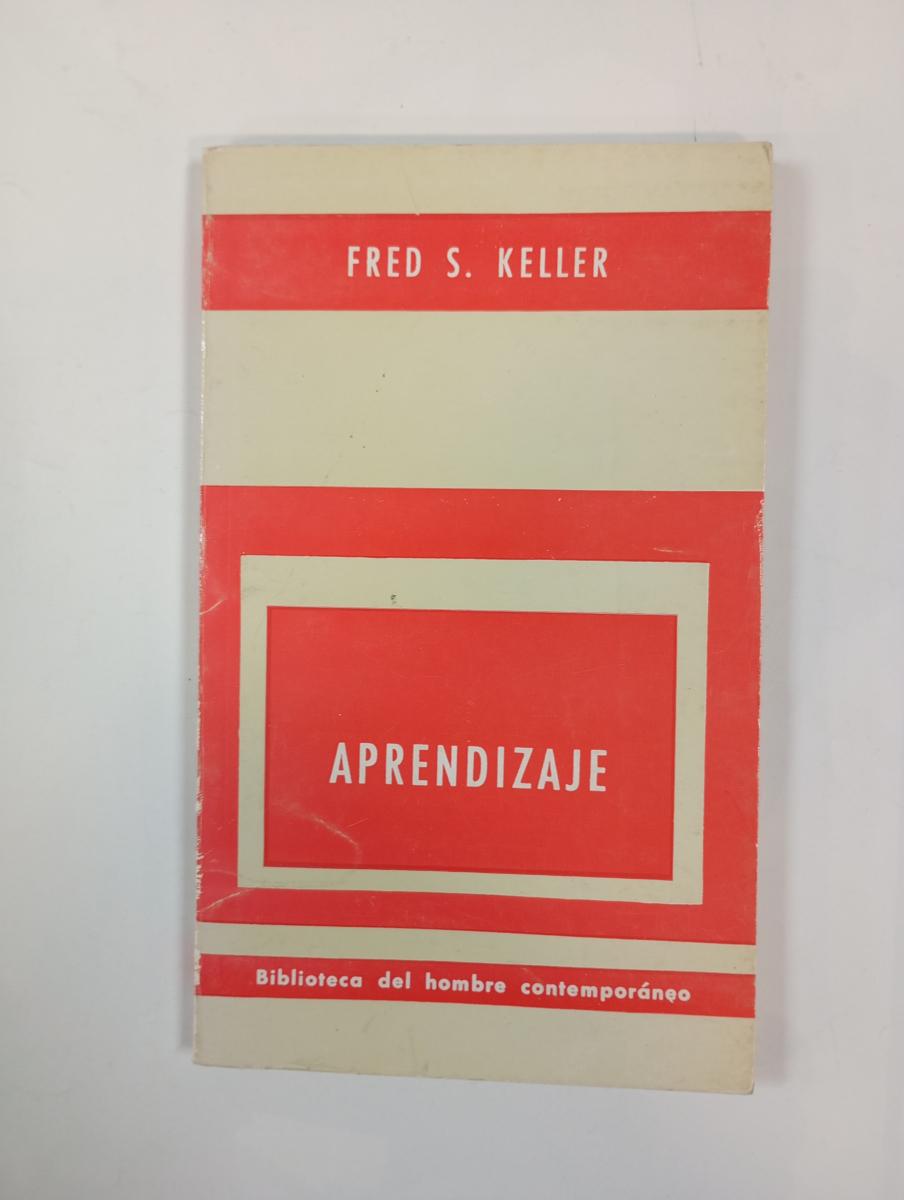 FRED S. KELLER
APRENDIZAJE
Biblioteca del hombre contemporáneo